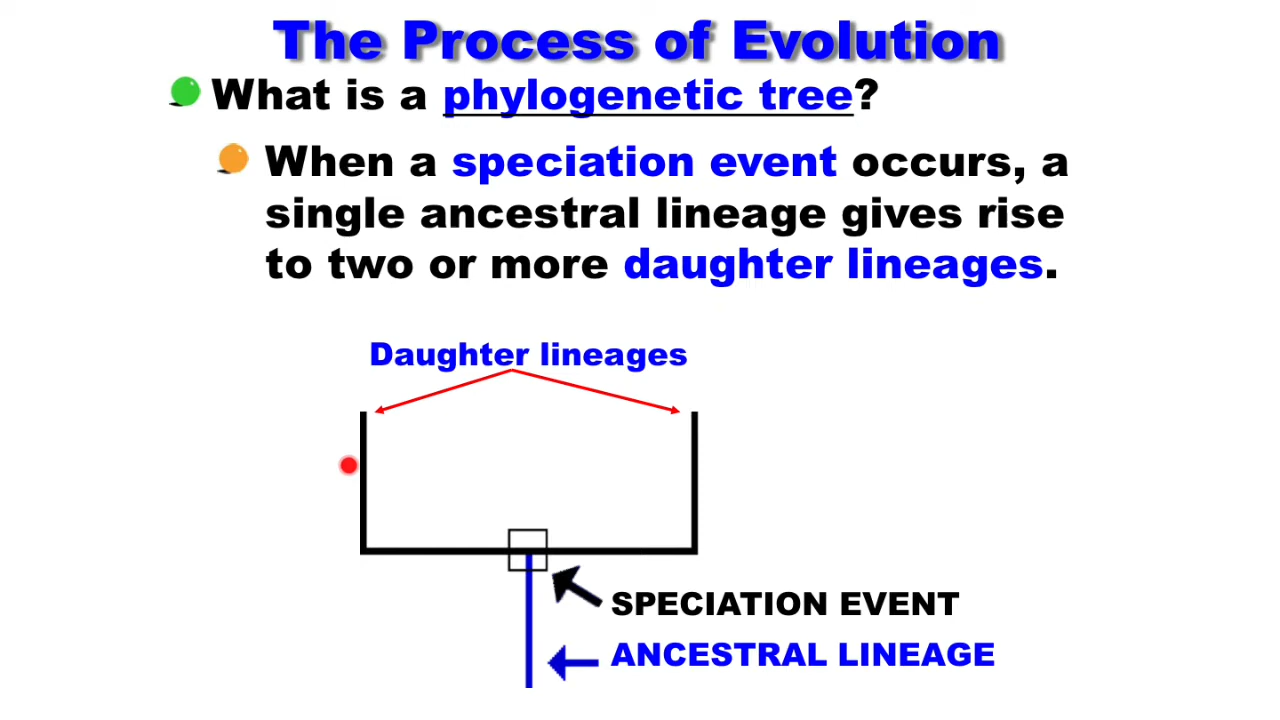 The Process of Evolution
What is a phylogenetic tree?
When a speciation event occurs, a
single ancestral lineage gives rise
to two or more daughter lineages.
Daughter lineages
SPECIATION EVENT
ANCESTRAL LINEAGE